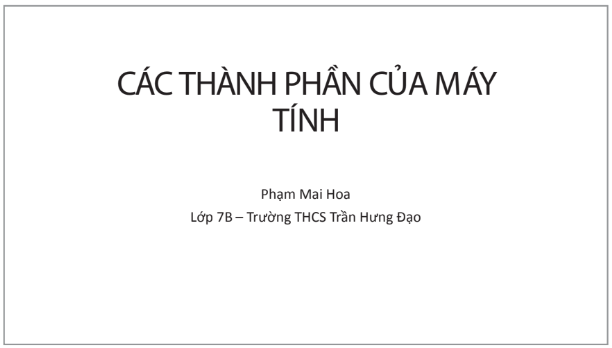 CÁC THÀNH PHẦN CỦA MÁY
TÍNH
Phạm Mai Hoa
Lớp 7B – Trường THCS Trần Hưng Đạo